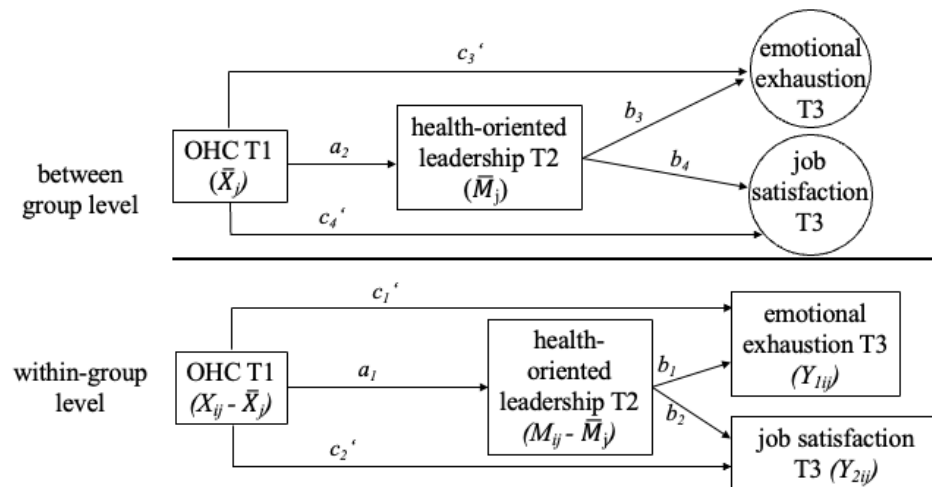 between
group level
OHC T1
(X̄ⱼ)
a₂
c₃‘
c₄‘
health-oriented
leadership T2
(M̄ⱼ)
b₃
b₄
emotional
exhaustion
T3
job
satisfaction
T3
within-group
level
OHC T1
(Xᵢⱼ - X̄ⱼ)
a₁
c₁‘
c₂‘
health-
oriented
leadership T2
(Mᵢⱼ - M̄ⱼ)
b₁
b₂
emotional
exhaustion T3
(Y₁ᵢⱼ)
job satisfaction
T3 (Y₂ᵢⱼ)